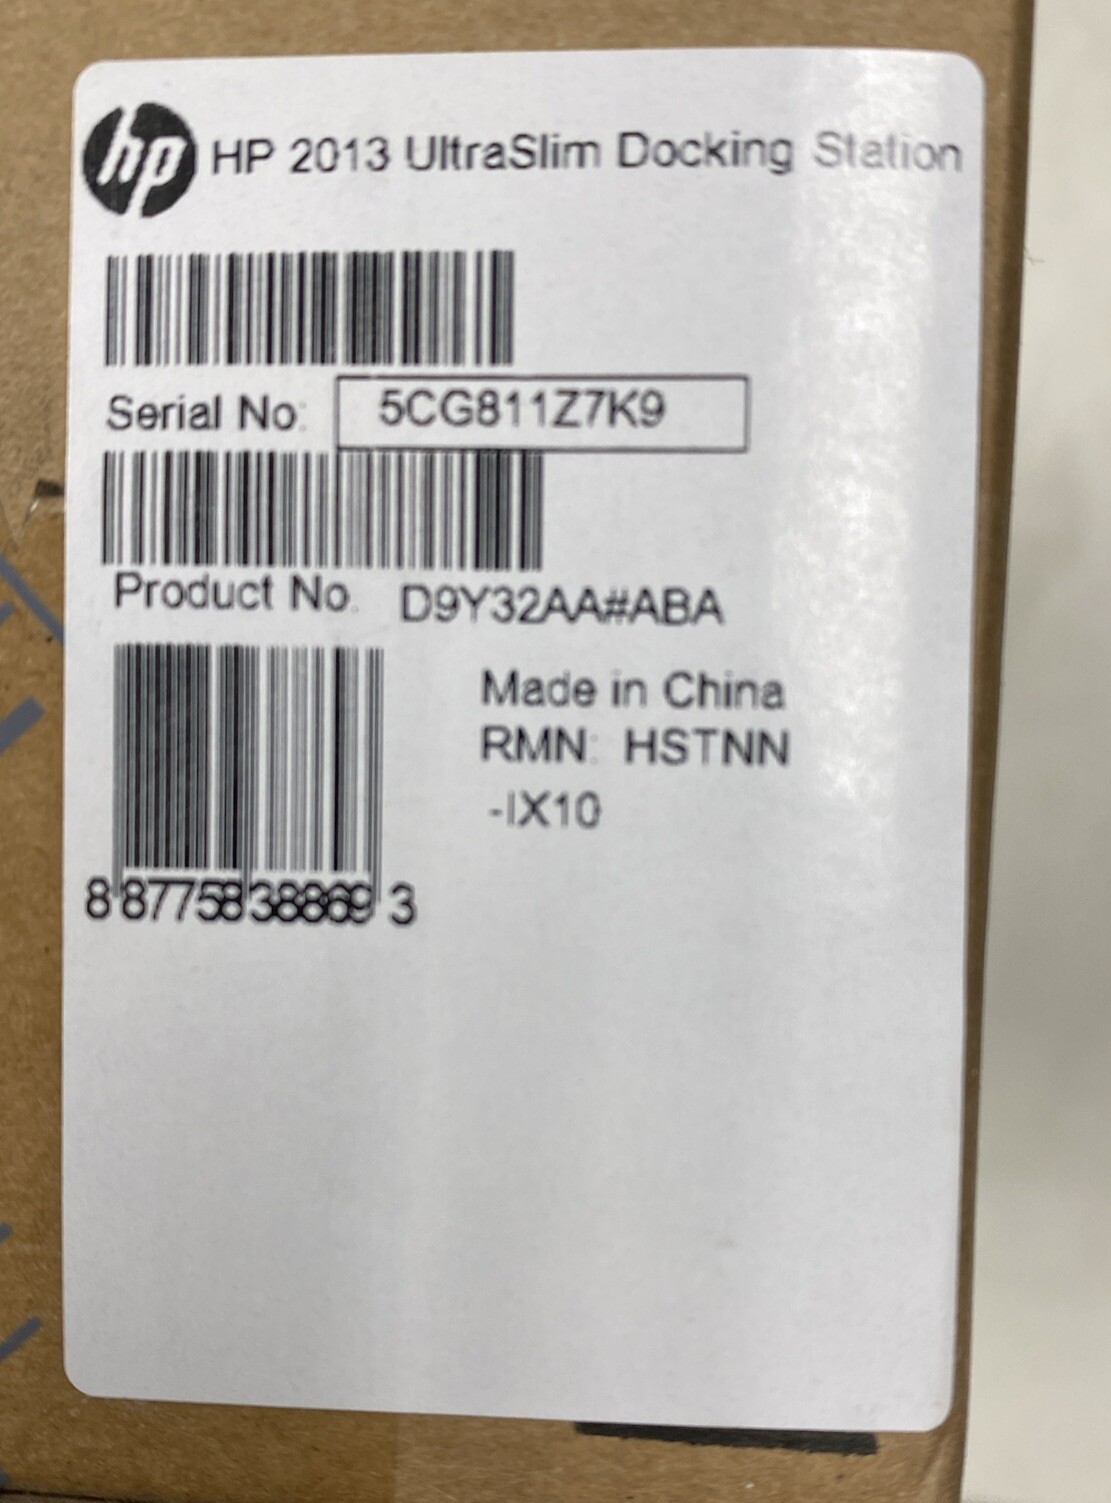 hp HP 2013 UltraSlim Docking Station
Serial No: 5CG811Z7K9
Product No. D9Y32AA#ABA
Made in China
RMN: HSTNN
-IX10
8 87758 38869 3